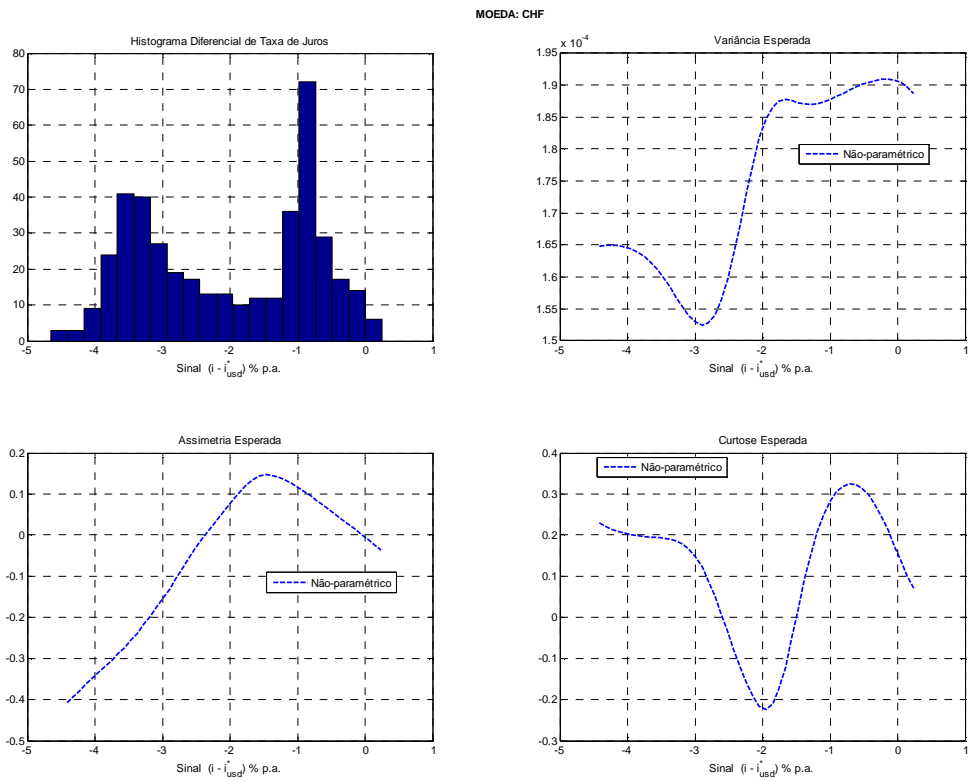 MOEDA: CHF
Histograma Diferencial de Taxa de Juros
80
70
60
50
40
30
20
10
0
-5 -4 -3 -2 -1 0 1
Sinal (i - i*usd) % p.a.
Variância Esperada
x 10-4
1.95
1.9
1.85
1.8
1.75
1.7
1.65
1.6
1.55
1.5
Não-paramétrico
-5 -4 -3 -2 -1 0 1
Sinal (i - i*usd) % p.a.
Assimetria Esperada
0.2
0.1
0
-0.1
-0.2
-0.3
-0.4
-0.5
Não-paramétrico
-5 -4 -3 -2 -1 0 1
Sinal (i - i*usd) % p.a.
Curtose Esperada
0.4
0.3
0.2
0.1
0
-0.1
-0.2
-0.3
Não-paramétrico
-5 -4 -3 -2 -1 0 1
Sinal (i - i*usd) % p.a.